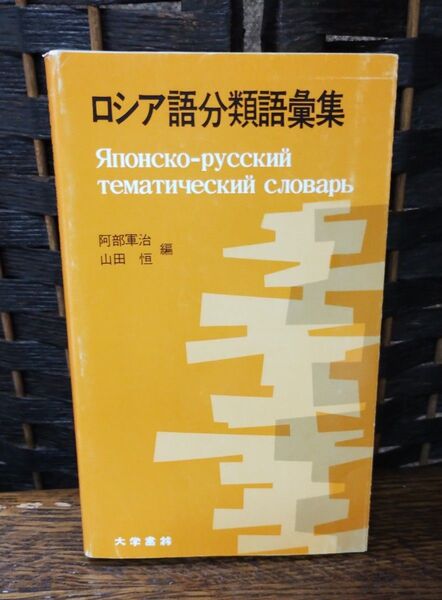 ロシア語分類語彙集
Японско-русский
тематический словарь
阿部軍治
山田 恒 編
大学書林